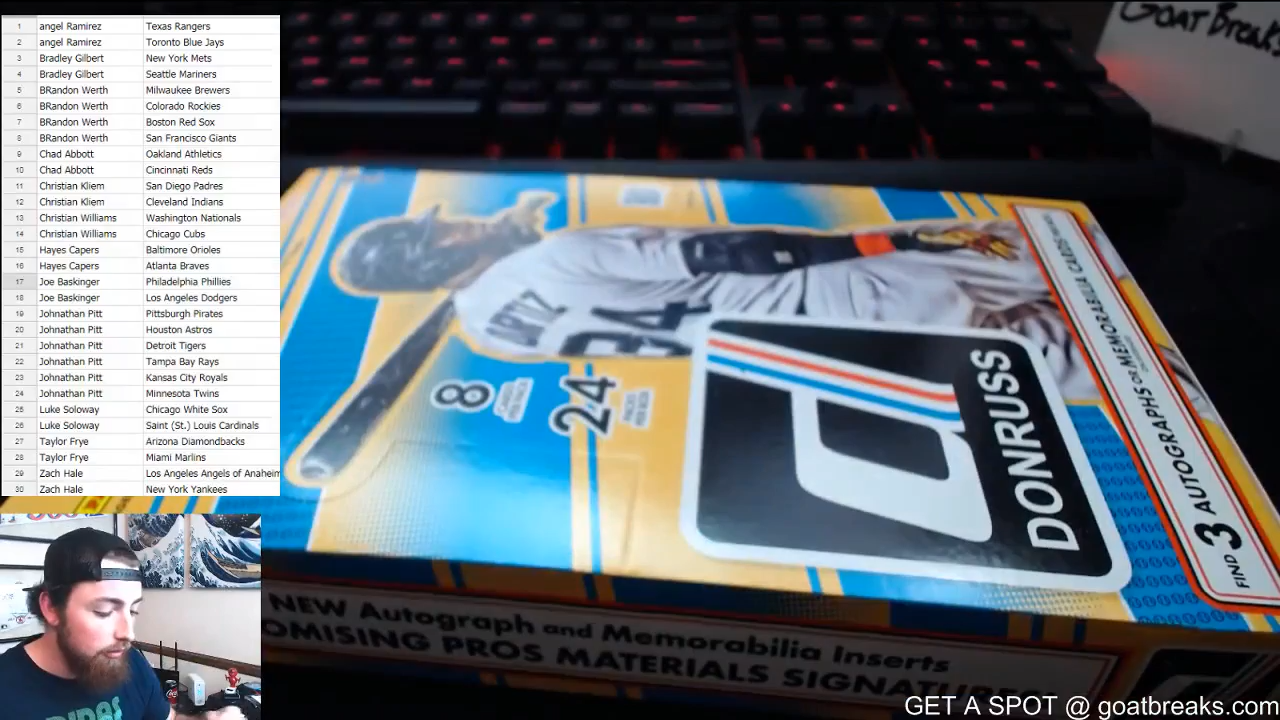 1 angel Ramirez Texas Rangers
2 angel Ramirez Toronto Blue Jays
3 Bradley Gilbert New York Mets
4 Bradley Gilbert Seattle Mariners
5 BRandon Werth Milwaukee Brewers
6 BRandon Werth Colorado Rockies
7 BRandon Werth Boston Red Sox
8 BRandon Werth San Francisco Giants
9 Chad Abbott Oakland Athletics
10 Chad Abbott Cincinnati Reds
11 Christian Kliem San Diego Padres
12 Christian Kliem Cleveland Indians
13 Christian Williams Washington Nationals
14 Christian Williams Chicago Cubs
15 Hayes Capers Baltimore Orioles
16 Hayes Capers Atlanta Braves
17 Joe Baskinger Philadelphia Phillies
18 Joe Baskinger Los Angeles Dodgers
19 Johnathan Pitt Pittsburgh Pirates
20 Johnathan Pitt Houston Astros
21 Johnathan Pitt Detroit Tigers
22 Johnathan Pitt Tampa Bay Rays
23 Johnathan Pitt Kansas City Royals
24 Johnathan Pitt Minnesota Twins
25 Luke Soloway Chicago White Sox
26 Luke Soloway Saint (St.) Louis Cardinals
27 Taylor Frye Arizona Diamondbacks
28 Taylor Frye Miami Marlins
29 Zach Hale Los Angeles Angels of Anaheim
30 Zach Hale New York Yankees
GOAT BreakS
ORTIZ
34
8
24
DONRUSS
FIND 3 AUTOGRAPHS OR MEMORABILIA CARDS
NEW Autograph and Memorabilia Inserts
OMISING PROS MATERIALS SIGNATURES
GET A SPOT @ goatbreaks.com